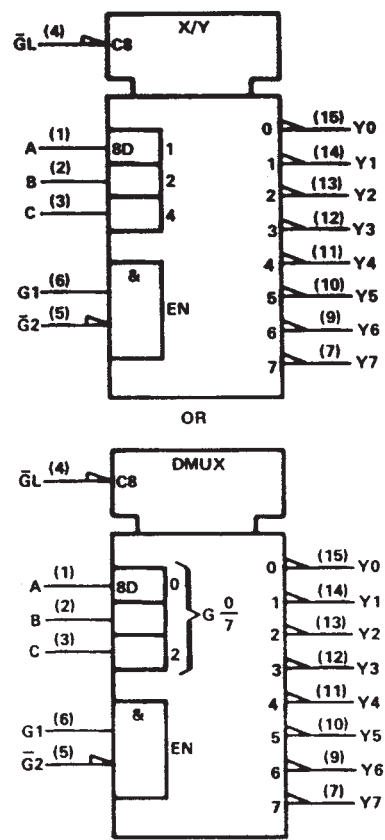 X/Y
G̅L (4) C8
0 (15) Y0
A (1) 8D 1
1 (14) Y1
B (2) 2
2 (13) Y2
C (3) 4
3 (12) Y3
4 (11) Y4
&
G1 (6) EN
5 (10) Y5
G̅2 (5)
6 (9) Y6
7 (7) Y7
OR
DMUX
G̅L (4) C8
0 (15) Y0
A (1) 8D 0
1 (14) Y1
B (2) G 0/7
2 (13) Y2
C (3) 2
3 (12) Y3
4 (11) Y4
&
G1 (6) EN
5 (10) Y5
G̅2 (5)
6 (9) Y6
7 (7) Y7